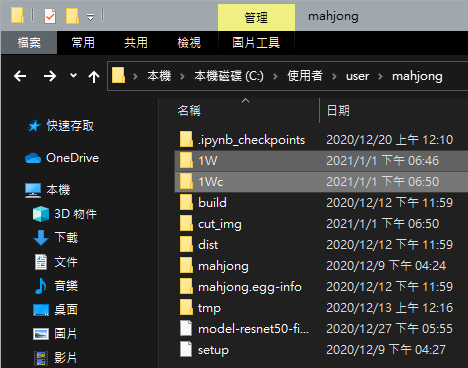 管理 mahjong
檔案 常用 共用 檢視 圖片工具
本機 本機磁碟 (C:) 使用者 user mahjong
名稱 日期
快速存取
OneDrive
本機
3D 物件
下載
文件
音樂
桌面
圖片
影片
.ipynb_checkpoints 2020/12/20 上午 12:10
1W 2021/1/1 下午 06:46
1Wc 2021/1/1 下午 06:50
build 2020/12/12 下午 11:59
cut_img 2021/1/1 下午 06:50
dist 2020/12/12 下午 11:59
mahjong 2020/12/9 下午 04:24
mahjong.egg-info 2020/12/12 下午 11:59
tmp 2020/12/13 上午 12:16
model-resnet50-fi... 2020/12/27 下午 05:55
setup 2020/12/9 下午 04:27